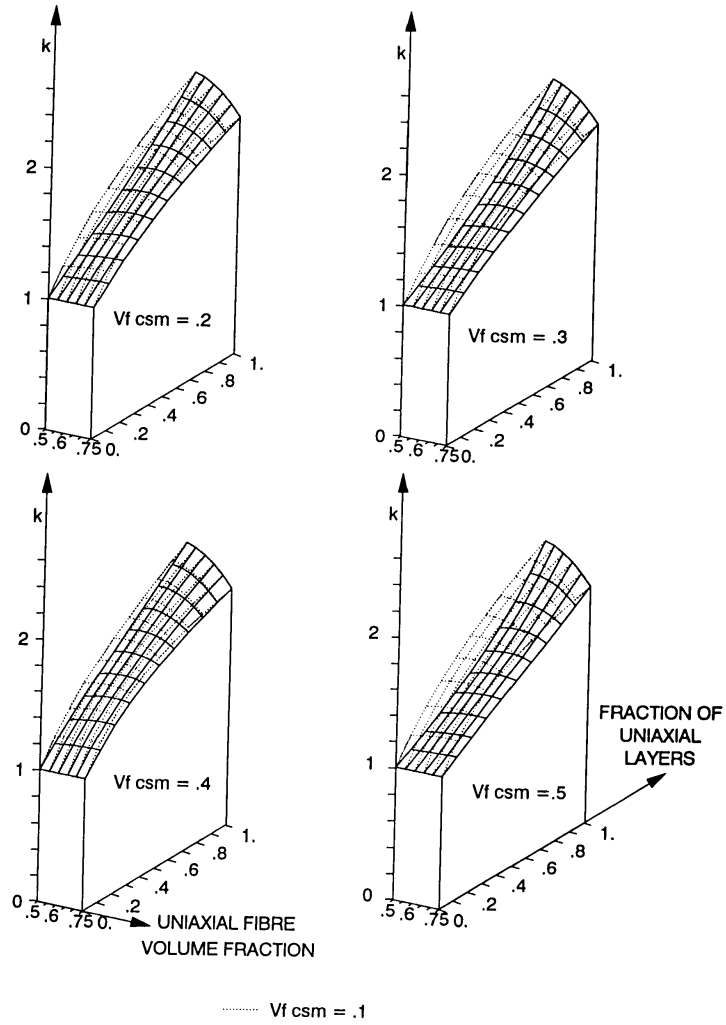 k
2
1
0
.5 .6 .75 0. .2 .4 .6 .8 1.
Vf csm = .2
k
2
1
0
.5 .6 .75 0. .2 .4 .6 .8 1.
Vf csm = .3
k
2
1
0
.5 .6 .75 0. .2 .4 .6 .8 1.
Vf csm = .4
UNIAXIAL FIBRE
VOLUME FRACTION
k
2
1
0
.5 .6 .75 0. .2 .4 .6 .8 1.
Vf csm = .5
FRACTION OF
UNIAXIAL
LAYERS
Vf csm = .1